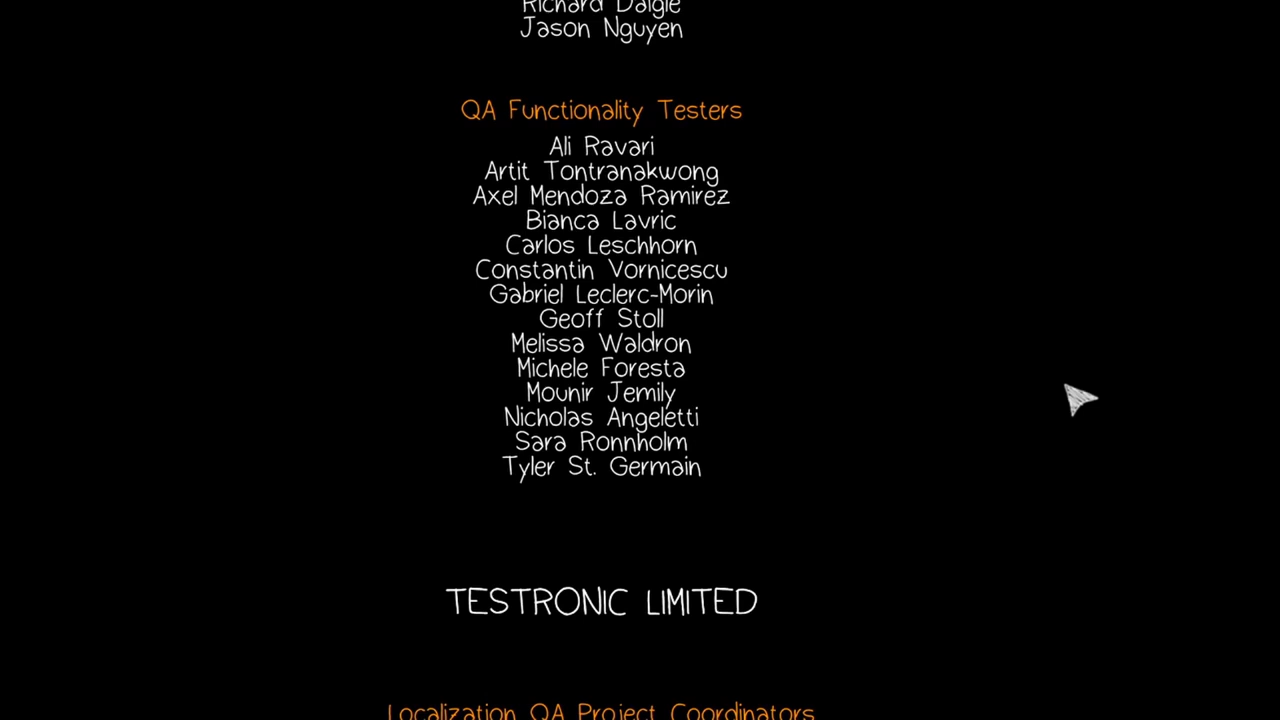 Richard Daigle
Jason Nguyen
QA Functionality Testers
Ali Ravari
Artit Tontranakwong
Axel Mendoza Ramirez
Bianca Lavric
Carlos Leschhorn
Constantin Vornicescu
Gabriel Leclerc-Morin
Geoff Stoll
Melissa Waldron
Michele Foresta
Mounir Jemily
Nicholas Angeletti
Sara Ronnholm
Tyler St. Germain
TESTRONIC LIMITED
Localization QA Project Coordinators